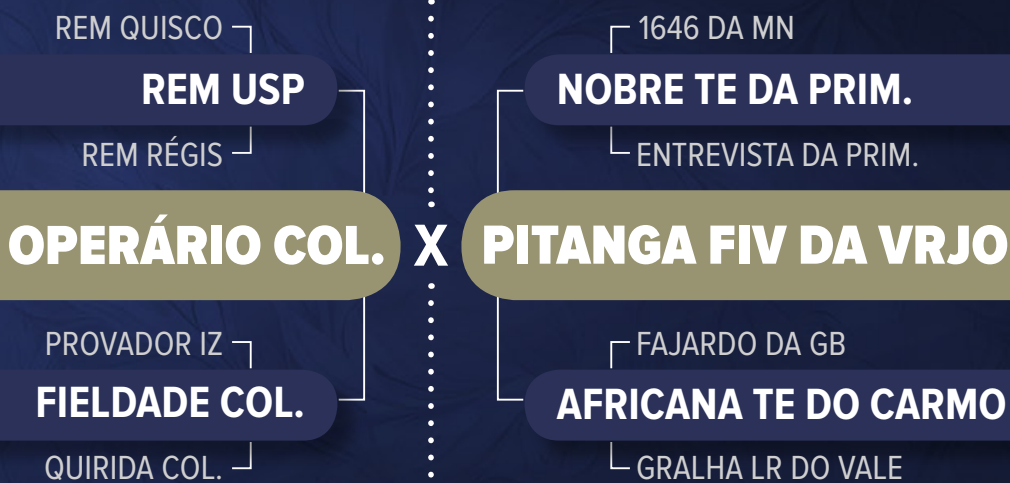 REM QUISCO
REM USP
REM RÉGIS
OPERÁRIO COL.
PROVADOR IZ
FIELDADE COL.
QUIRIDA COL.
X
1646 DA MN
NOBRE TE DA PRIM.
ENTREVISTA DA PRIM.
PITANGA FIV DA VRJO
FAJARDO DA GB
AFRICANA TE DO CARMO
GRALHA LR DO VALE